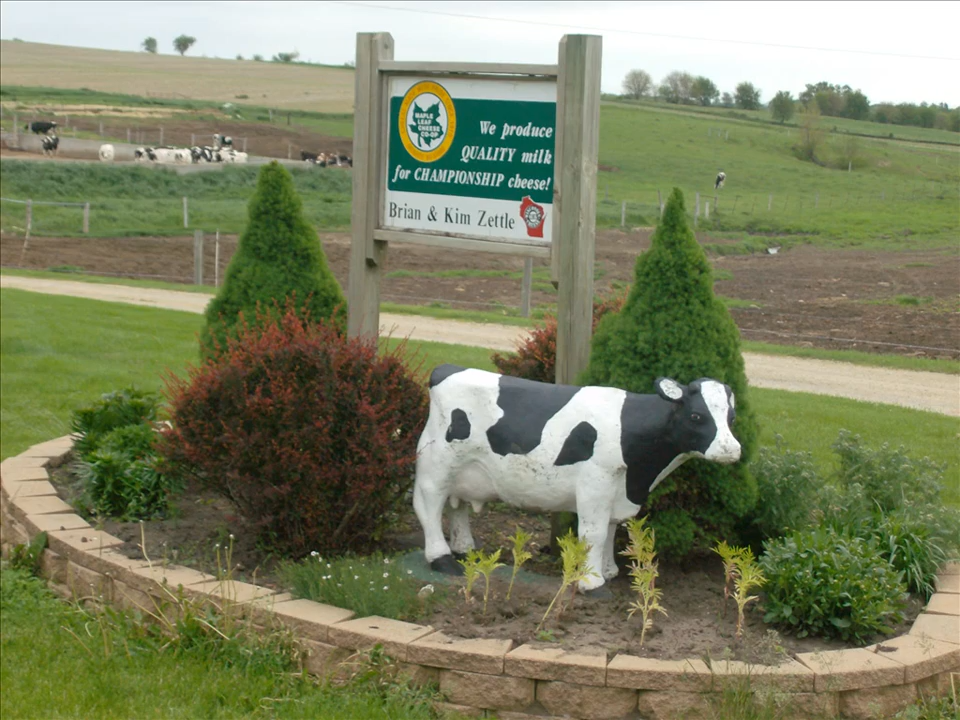 MAPLE
LEAF
CHEESE
CO-OP
We produce
QUALITY milk
for CHAMPIONSHIP cheese!
Brian & Kim Zettle